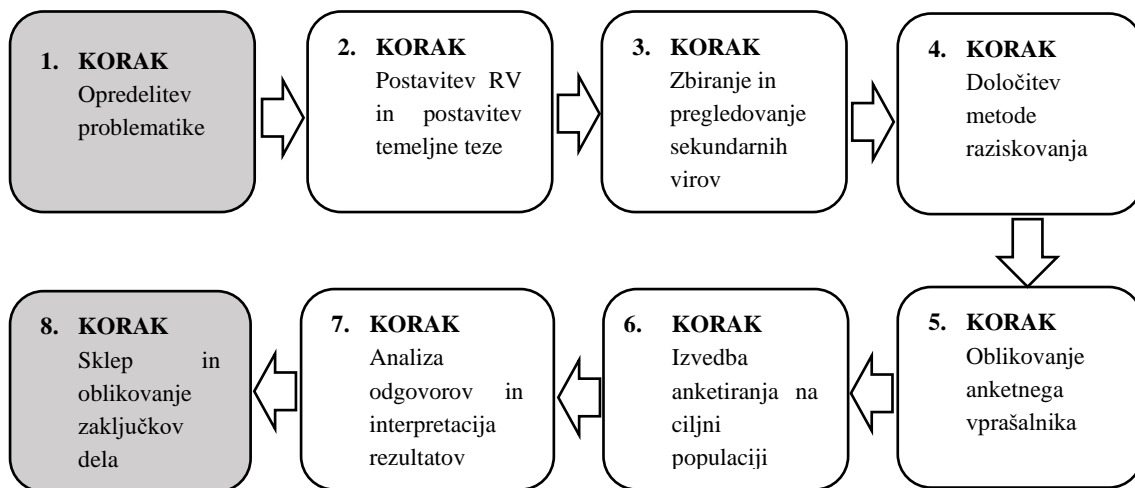 1. KORAK
Opredelitev
problematike
2. KORAK
Postavitev RV
in postavitev
temeljne teze
3. KORAK
Zbiranje in
pregledovanje
sekundarnih
virov
4. KORAK
Določitev
metode
raziskovanja
5. KORAK
Oblikovanje
anketnega
vprašalnika
6. KORAK
Izvedba
anketiranja na
ciljni
populaciji
7. KORAK
Analiza
odgovorov in
interpretacija
rezultatov
8. KORAK
Sklep in
oblikovanje
zaključkov
dela